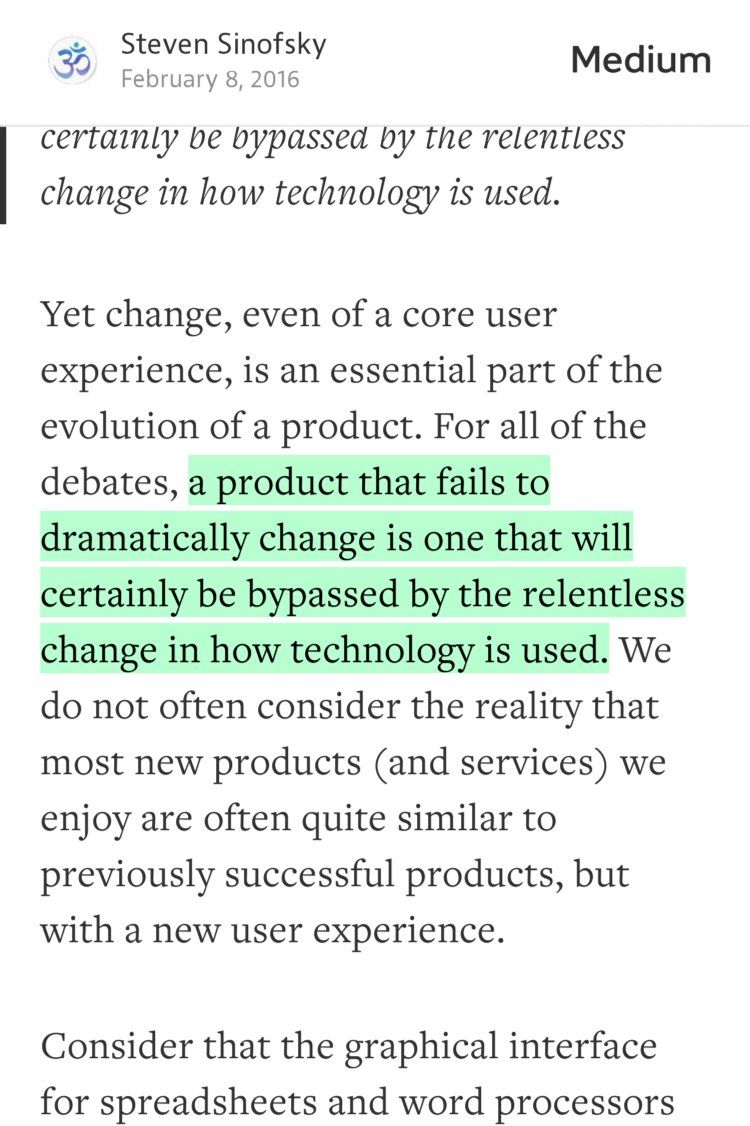 Steven Sinofsky
February 8, 2016
Medium
certainly be bypassed by the relentless
change in how technology is used.
Yet change, even of a core user
experience, is an essential part of the
evolution of a product. For all of the
debates, a product that fails to
dramatically change is one that will
certainly be bypassed by the relentless
change in how technology is used. We
do not often consider the reality that
most new products (and services) we
enjoy are often quite similar to
previously successful products, but
with a new user experience.
Consider that the graphical interface
for spreadsheets and word processors